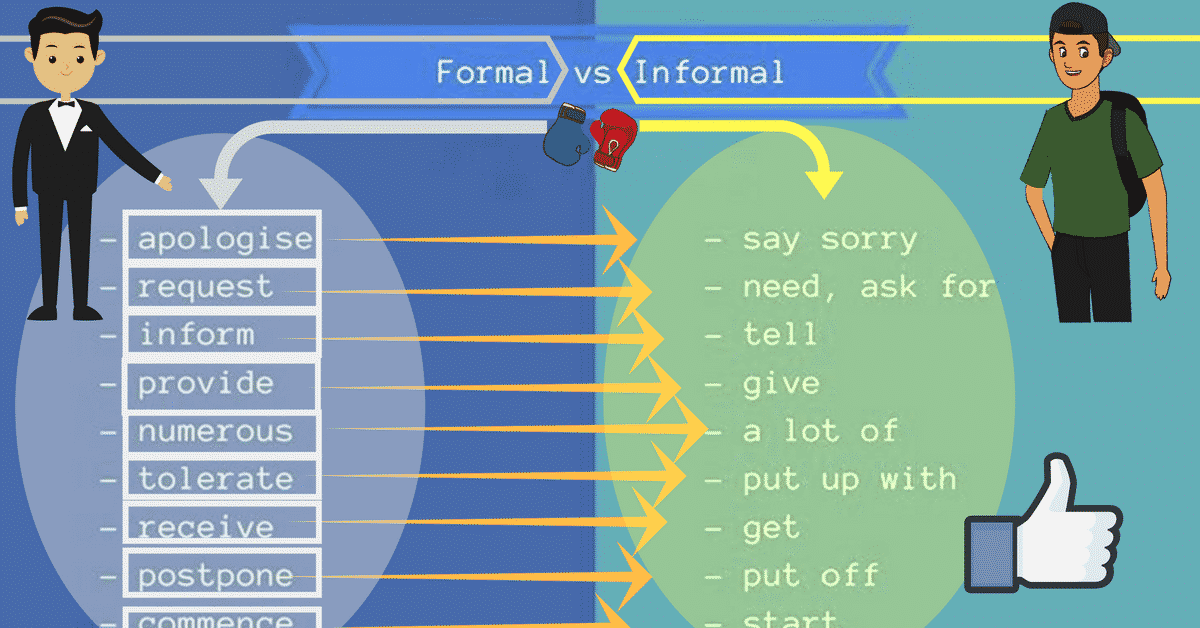 Formal vs Informal
- apologise - say sorry
- request - need, ask for
- inform - tell
- provide - give
- numerous - a lot of
- tolerate - put up with
- receive - get
- postpone - put off
- commence - start